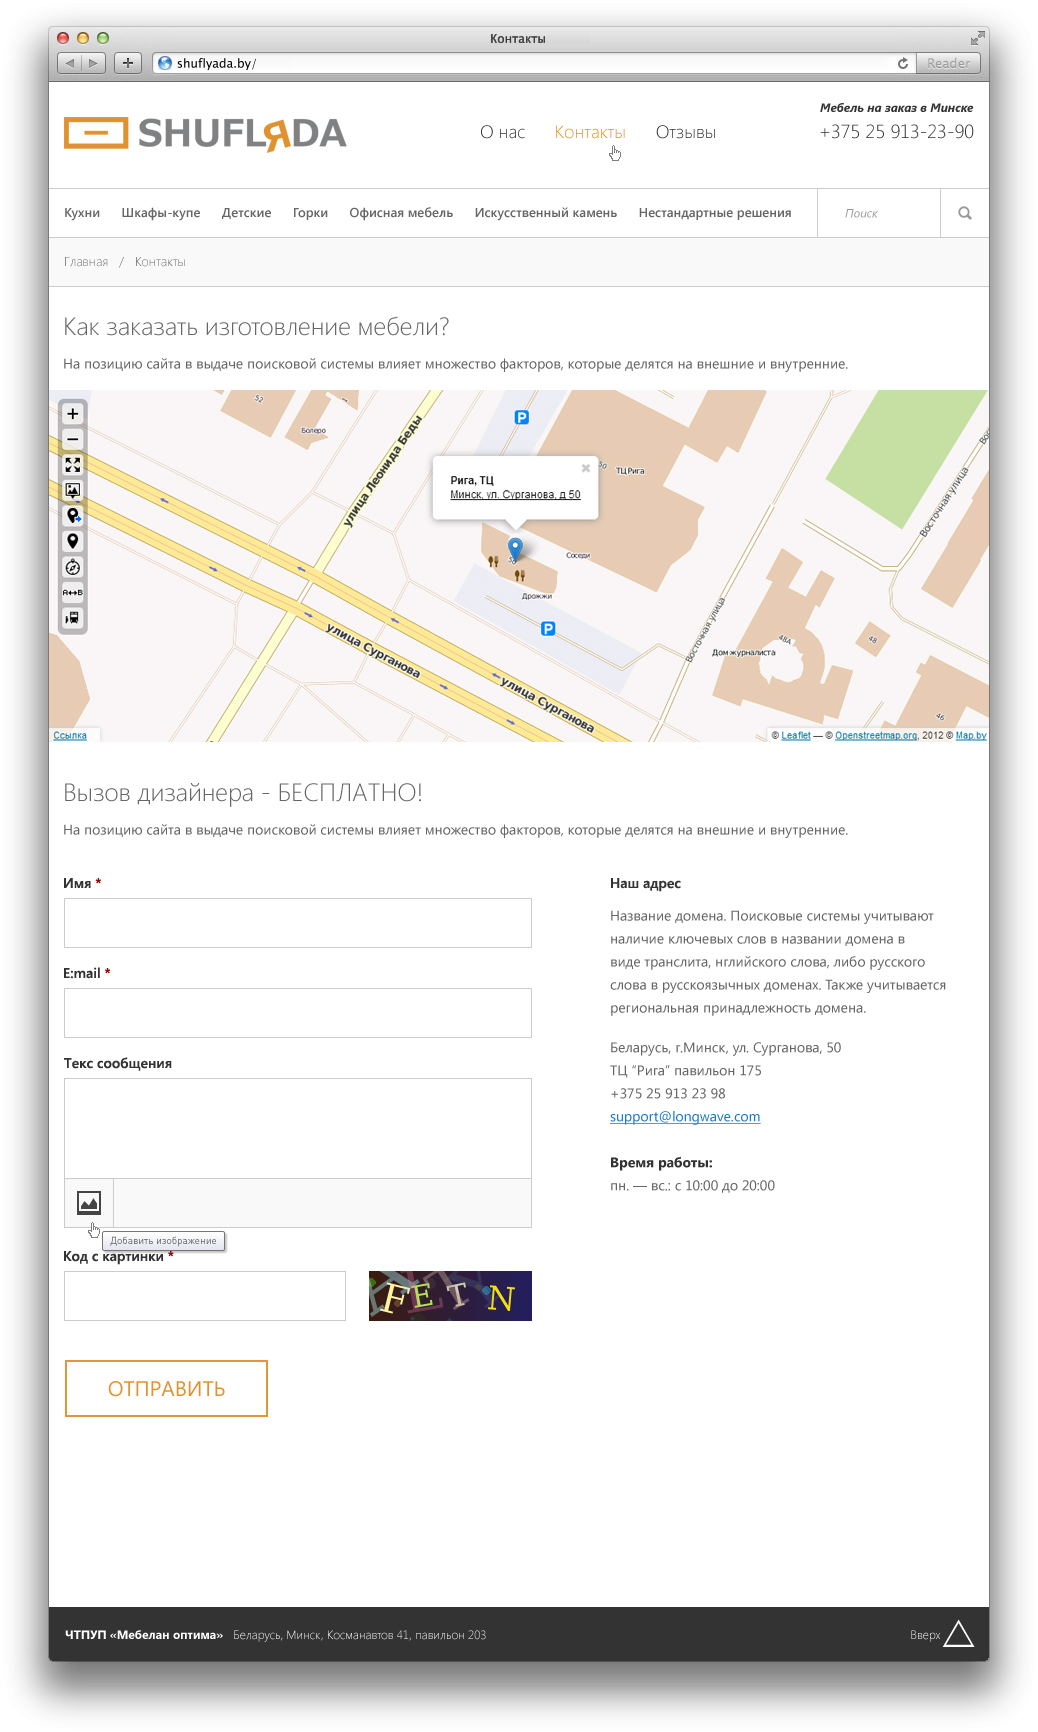 Контакты
shuflyada.by/
Reader
SHUFLЯDA
О нас Контакты Отзывы
Мебель на заказ в Минске
+375 25 913-23-90
Кухни Шкафы-купе Детские Горки Офисная мебель Искусственный камень Нестандартные решения
Поиск
Главная / Контакты
Как заказать изготовление мебели?
На позицию сайта в выдаче поисковой системы влияет множество факторов, которые делятся на внешние и внутренние.
52
Болеро
1
улица Леонида Беды
P
50
ТЦ Рига
Рига, ТЦ
Минск, ул. Сурганова, д 50
Соседи
Дрожжи
P
Восточная улица
Восточная улица
48А
48
Дом журналиста
46
улица Сурганова
улица Сурганова
A↔B
Ссылка
© Leaflet — © Openstreetmap.org, 2012 © Map.by
Вызов дизайнера - БЕСПЛАТНО!
На позицию сайта в выдаче поисковой системы влияет множество факторов, которые делятся на внешние и внутренние.
Имя *
E:mail *
Текс сообщения
Добавить изображение
Код с картинки *
FETN
ОТПРАВИТЬ
Наш адрес
Название домена. Поисковые системы учитывают
наличие ключевых слов в названии домена в
виде транслита, нглийского слова, либо русского
слова в русскоязычных доменах. Также учитывается
региональная принадлежность домена.
Беларусь, г.Минск, ул. Сурганова, 50
ТЦ "Рига" павильон 175
+375 25 913 23 98
support@longwave.com
Время работы:
пн. — вс.: с 10:00 до 20:00
ЧТПУП «Мебелан оптима» Беларусь, Минск, Косманавтов 41, павильон 203
Вверх